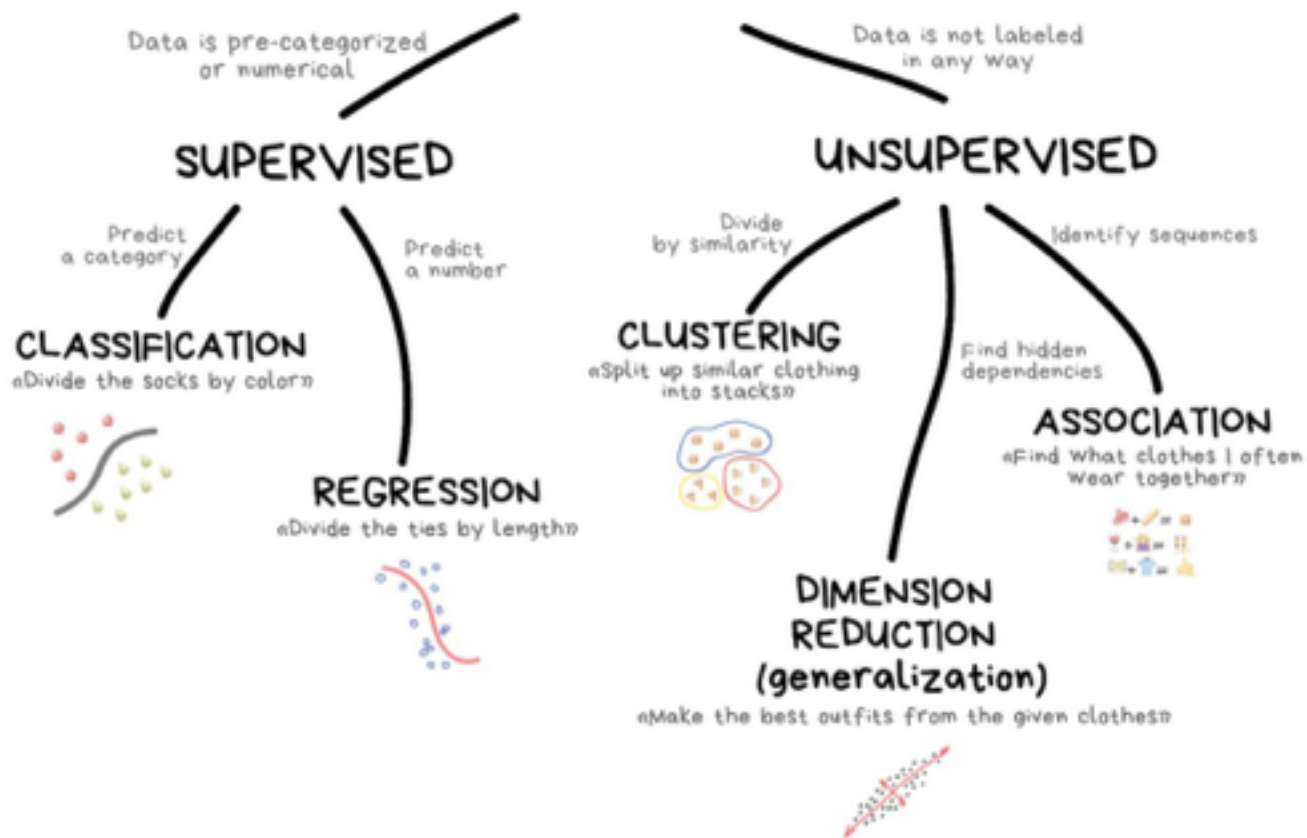 Data is pre-categorized
or numerical
Data is not labeled
in any way
SUPERVISED
UNSUPERVISED
Predict
a category
Predict
a number
Divide
by similarity
Identify sequences
CLASSIFICATION
«Divide the socks by color»
CLUSTERING
«Split up similar clothing
into stacks»
Find hidden
dependencies
ASSOCIATION
«Find what clothes I often
wear together»
REGRESSION
«Divide the ties by length»
DIMENSION
REDUCTION
(generalization)
«Make the best outfits from the given clothes»